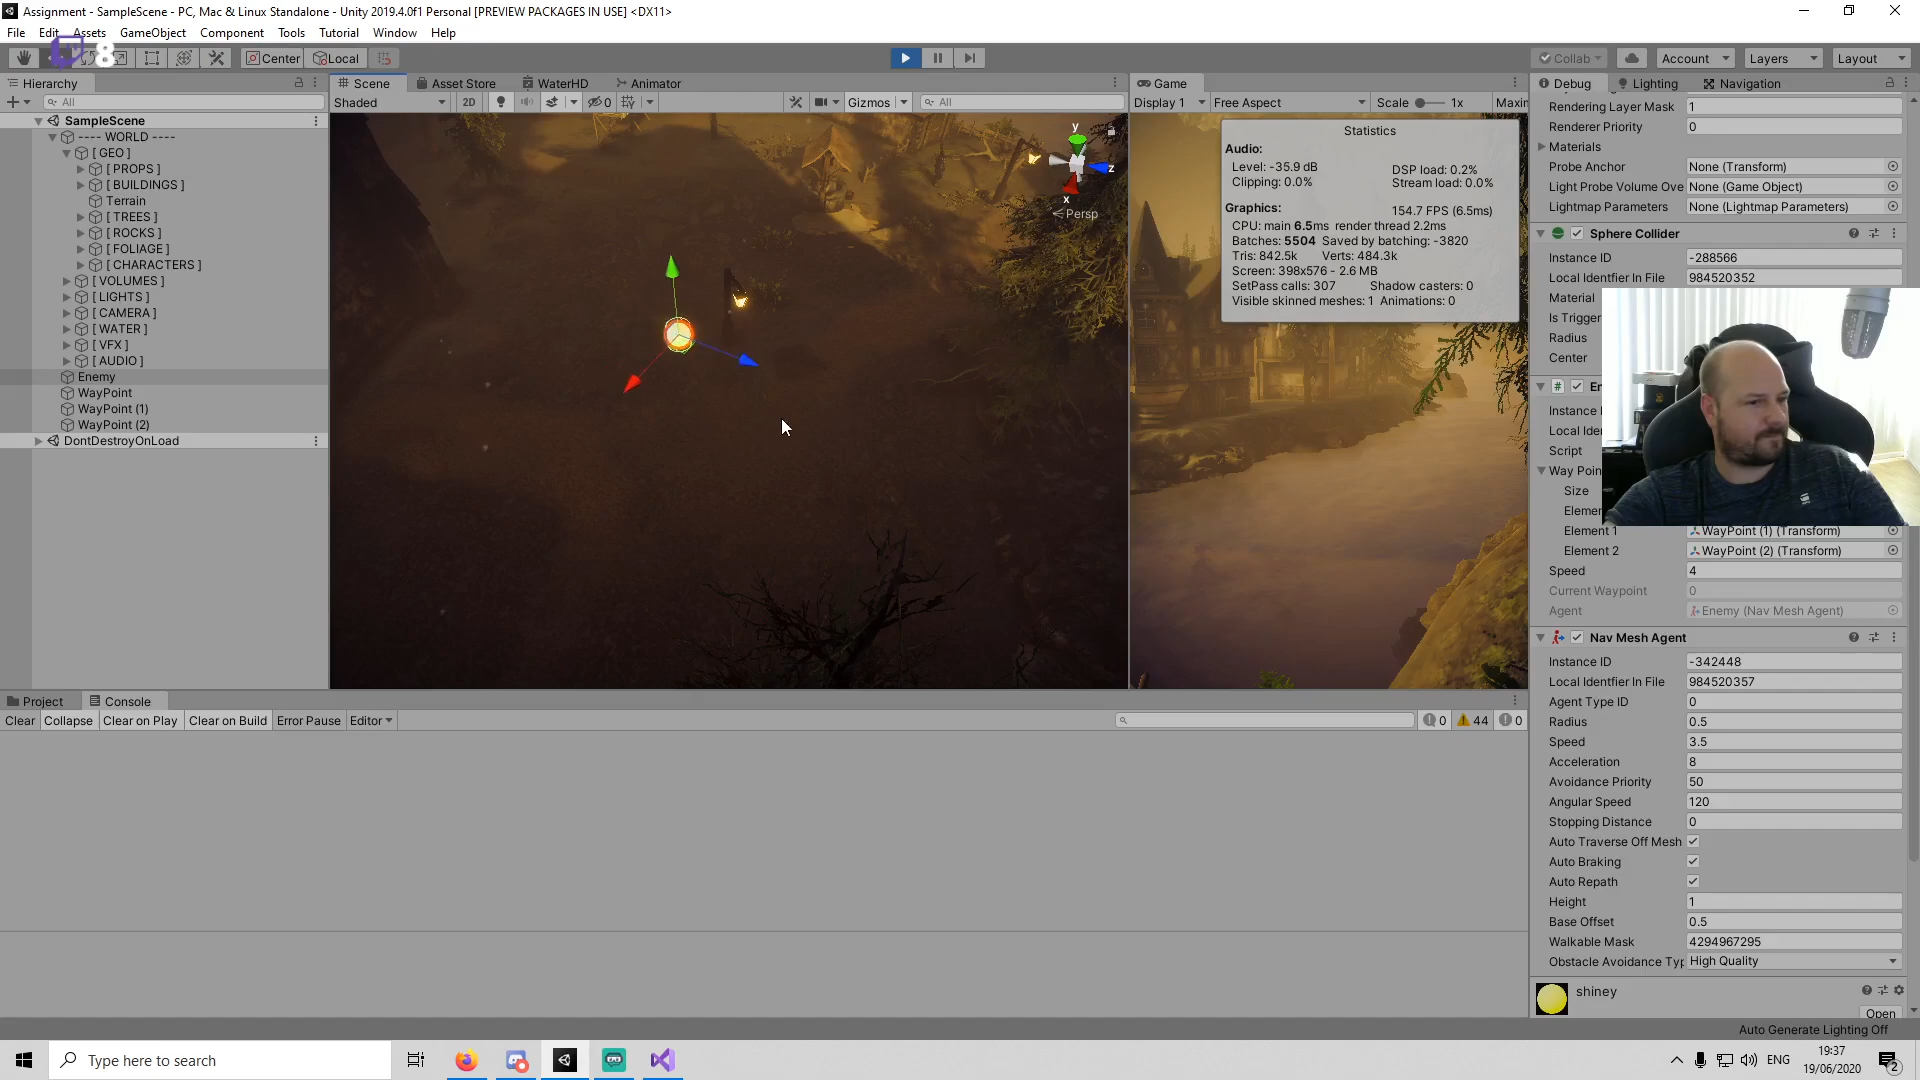 Assignment - SampleScene - PC, Mac & Linux Standalone - Unity 2019.4.0f1 Personal [PREVIEW PACKAGES IN USE] <DX11>
File Edit Assets GameObject Component Tools Tutorial Window Help
8 Center Local Collab Account Layers Layout
Hierarchy
All
SampleScene
---- WORLD ----
[ GEO ]
[ PROPS ]
[ BUILDINGS ]
Terrain
[ TREES ]
[ ROCKS ]
[ FOLIAGE ]
[ CHARACTERS ]
[ VOLUMES ]
[ LIGHTS ]
[ CAMERA ]
[ WATER ]
[ VFX ]
[ AUDIO ]
Enemy
WayPoint
WayPoint (1)
WayPoint (2)
DontDestroyOnLoad
Scene Asset Store WaterHD Animator
Shaded 2D 0 Gizmos All
y
z
x
Persp
Game
Display 1 Free Aspect Scale 1x Maxin
Statistics
Audio:
Level: -35.9 dB DSP load: 0.2%
Clipping: 0.0% Stream load: 0.0%
Graphics: 154.7 FPS (6.5ms)
CPU: main 6.5ms render thread 2.2ms
Batches: 5504 Saved by batching: -3820
Tris: 842.5k Verts: 484.3k
Screen: 398x576 - 2.6 MB
SetPass calls: 307 Shadow casters: 0
Visible skinned meshes: 1 Animations: 0
Debug Lighting Navigation
Rendering Layer Mask 1
Renderer Priority 0
Materials
Probe Anchor None (Transform)
Light Probe Volume Ove None (Game Object)
Lightmap Parameters None (Lightmap Parameters)
Sphere Collider
Instance ID -288566
Local Identfier In File 984520352
Material
Is Trigger
Radius
Center
En
Instance I
Local Iden
Script
Way Poin
Size
Elemen
Element 1 WayPoint (1) (Transform)
Element 2 WayPoint (2) (Transform)
Speed 4
Current Waypoint 0
Agent Enemy (Nav Mesh Agent)
Nav Mesh Agent
Instance ID -342448
Local Identfier In File 984520357
Agent Type ID 0
Radius 0.5
Speed 3.5
Acceleration 8
Avoidance Priority 50
Angular Speed 120
Stopping Distance 0
Auto Traverse Off Mesh
Auto Braking
Auto Repath
Height 1
Base Offset 0.5
Walkable Mask 4294967295
Obstacle Avoidance Typ High Quality
shiney
Open
Project Console
Clear Collapse Clear on Play Clear on Build Error Pause Editor 0 44 0
Auto Generate Lighting Off
Type here to search
ENG
19:37
19/06/2020
2